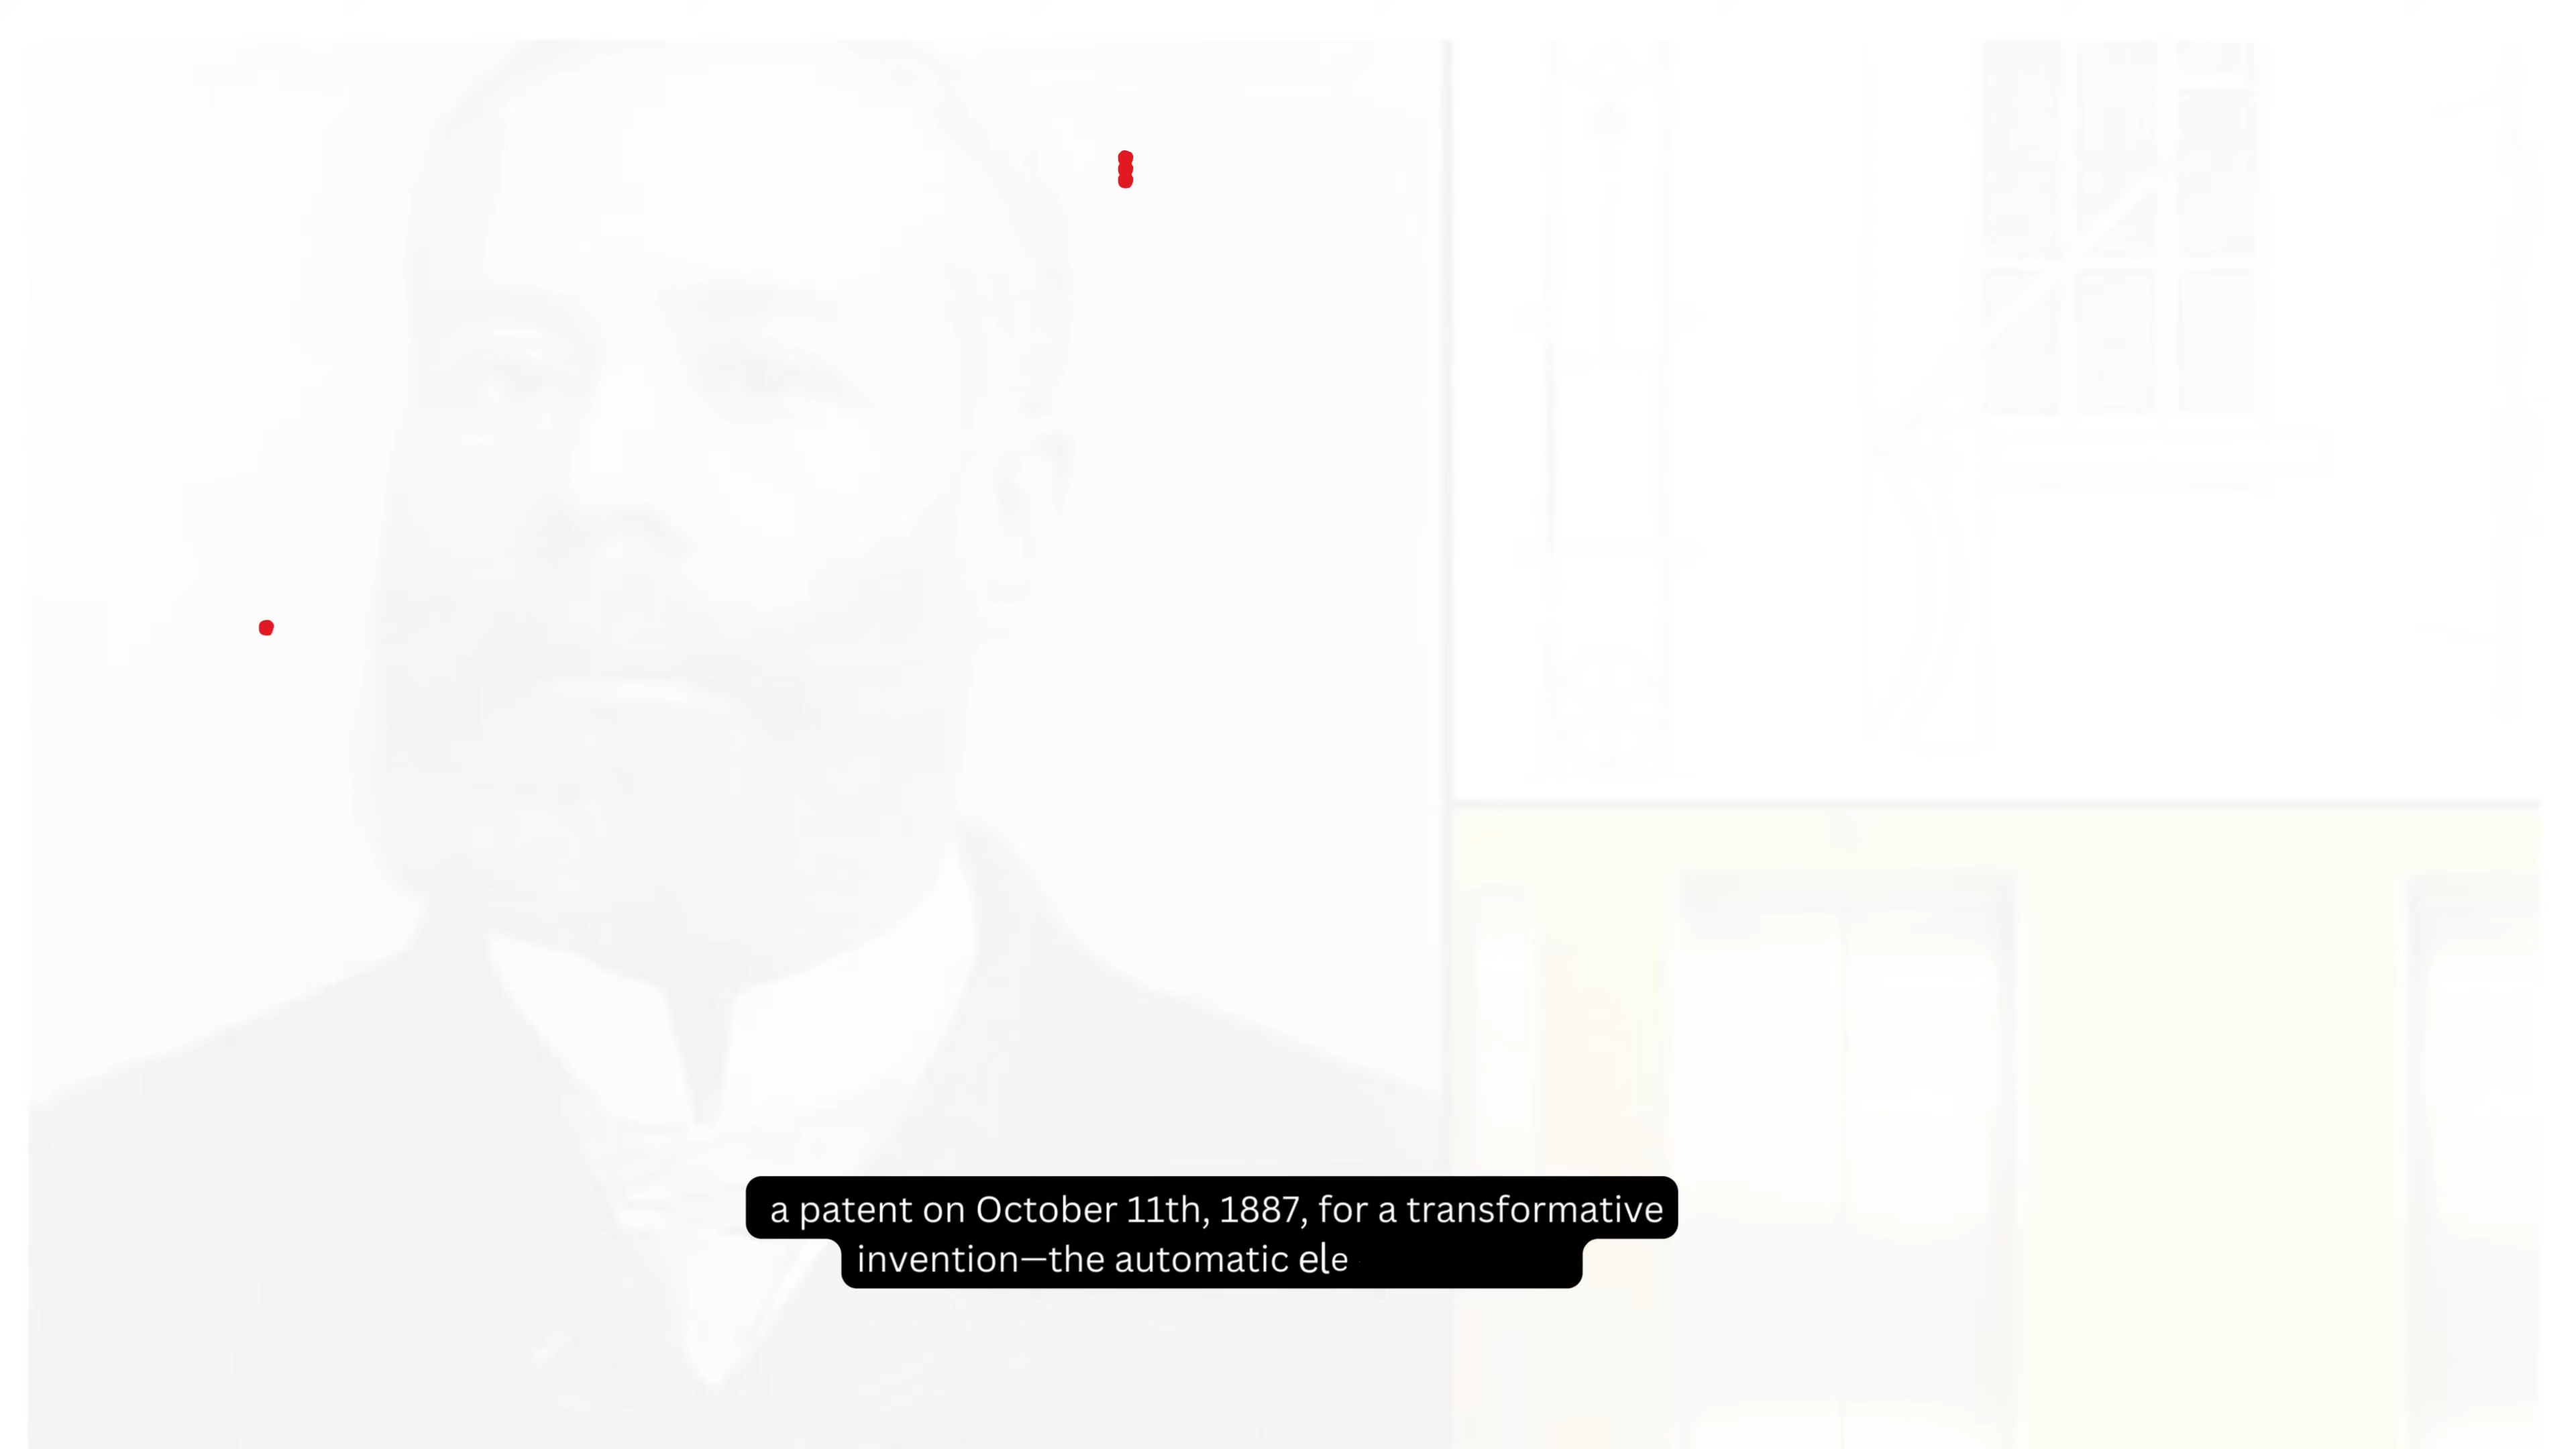 a patent on October 11th, 1887, for a transformative
invention—the automatic ele